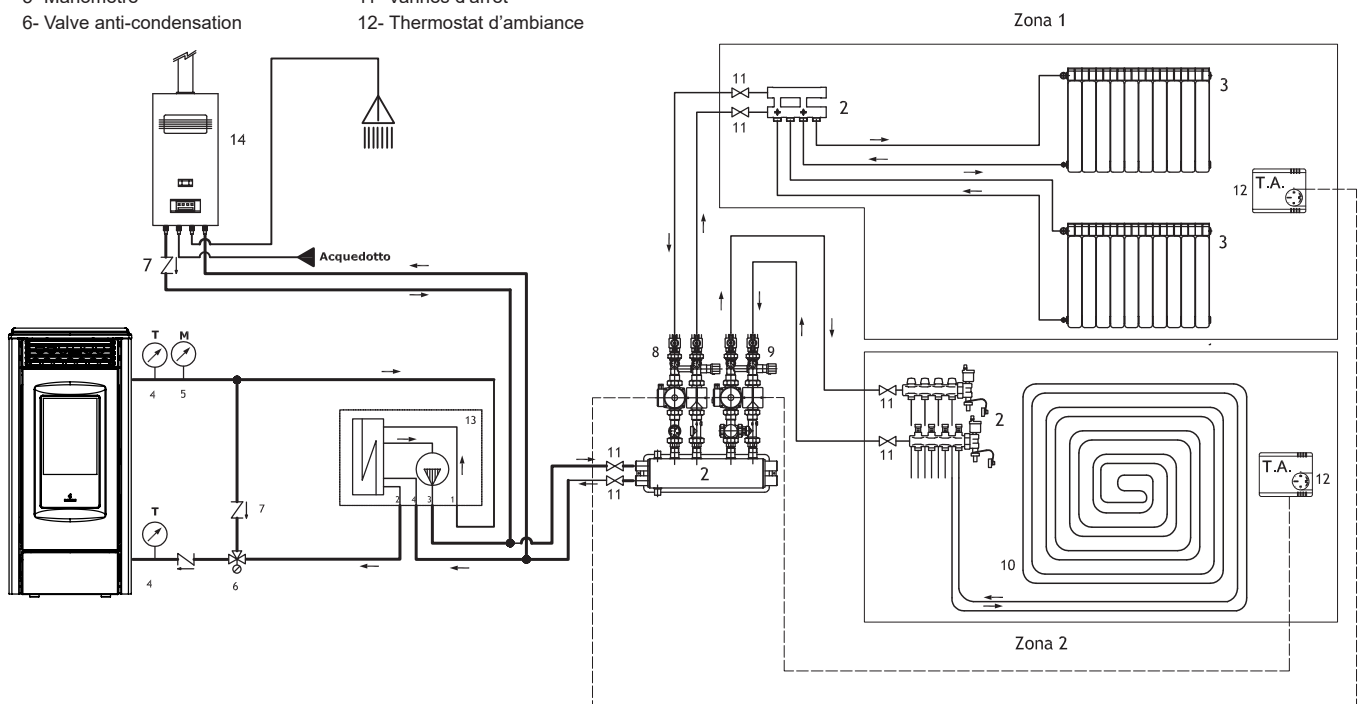 5- Manomètre 11- Vannes d'arrêt
6- Valve anti-condensation 12- Thermostat d’ambiance
Zona 1
11
2
3
11
14
T.A.
12
3
7
Acquedotto
T M
4 5
8 9
13
11
2
11
2
T.A.
12
7
2 4 3 1
11
2
11
T
4
6
10
Zona 2